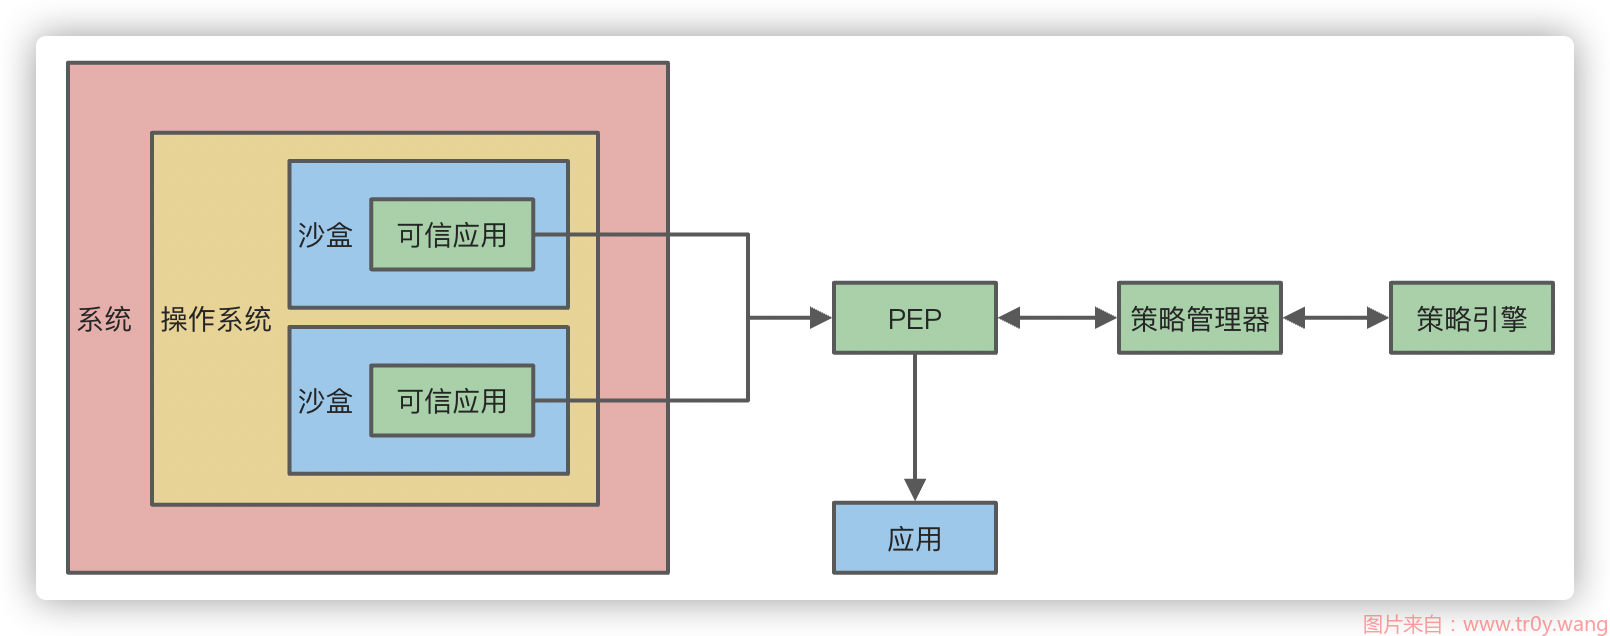 沙盒
可信应用
系统
操作系统
沙盒
可信应用
PEP
策略管理器
策略引擎
应用
图片来自：www.tr0y.wang